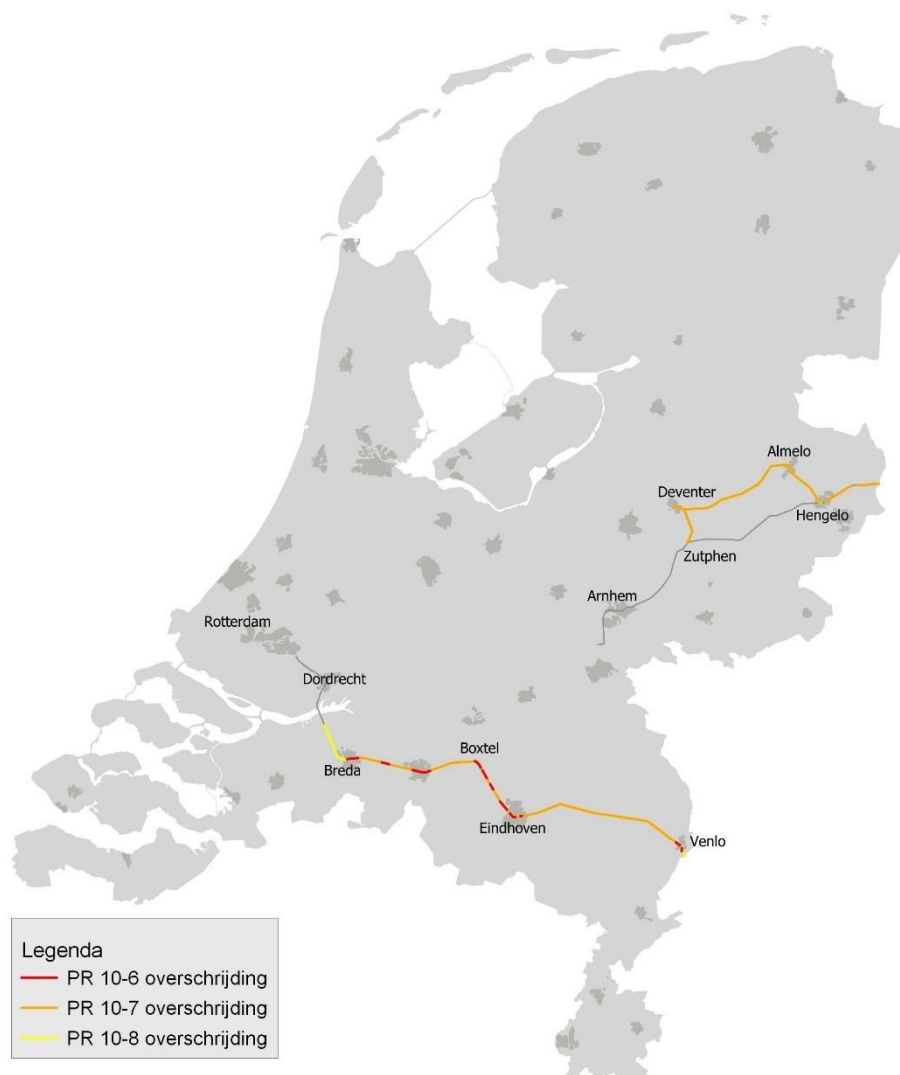 Almelo
Deventer
Hengelo
Zutphen
Arnhem
Rotterdam
Dordrecht
Boxtel
Breda
Eindhoven
Venlo
Legenda
PR 10-6 overschrijding
PR 10-7 overschrijding
PR 10-8 overschrijding